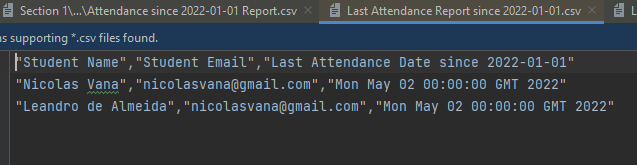 Section 1\...\Attendance since 2022-01-01 Report.csv
Last Attendance Report since 2022-01-01.csv
L
ns supporting *.csv files found.
"Student Name","Student Email","Last Attendance Date since 2022-01-01"
"Nicolas Vana","nicolasvana@gmail.com","Mon May 02 00:00:00 GMT 2022"
"Leandro de Almeida","nicolasvana@gmail.com","Mon May 02 00:00:00 GMT 2022"